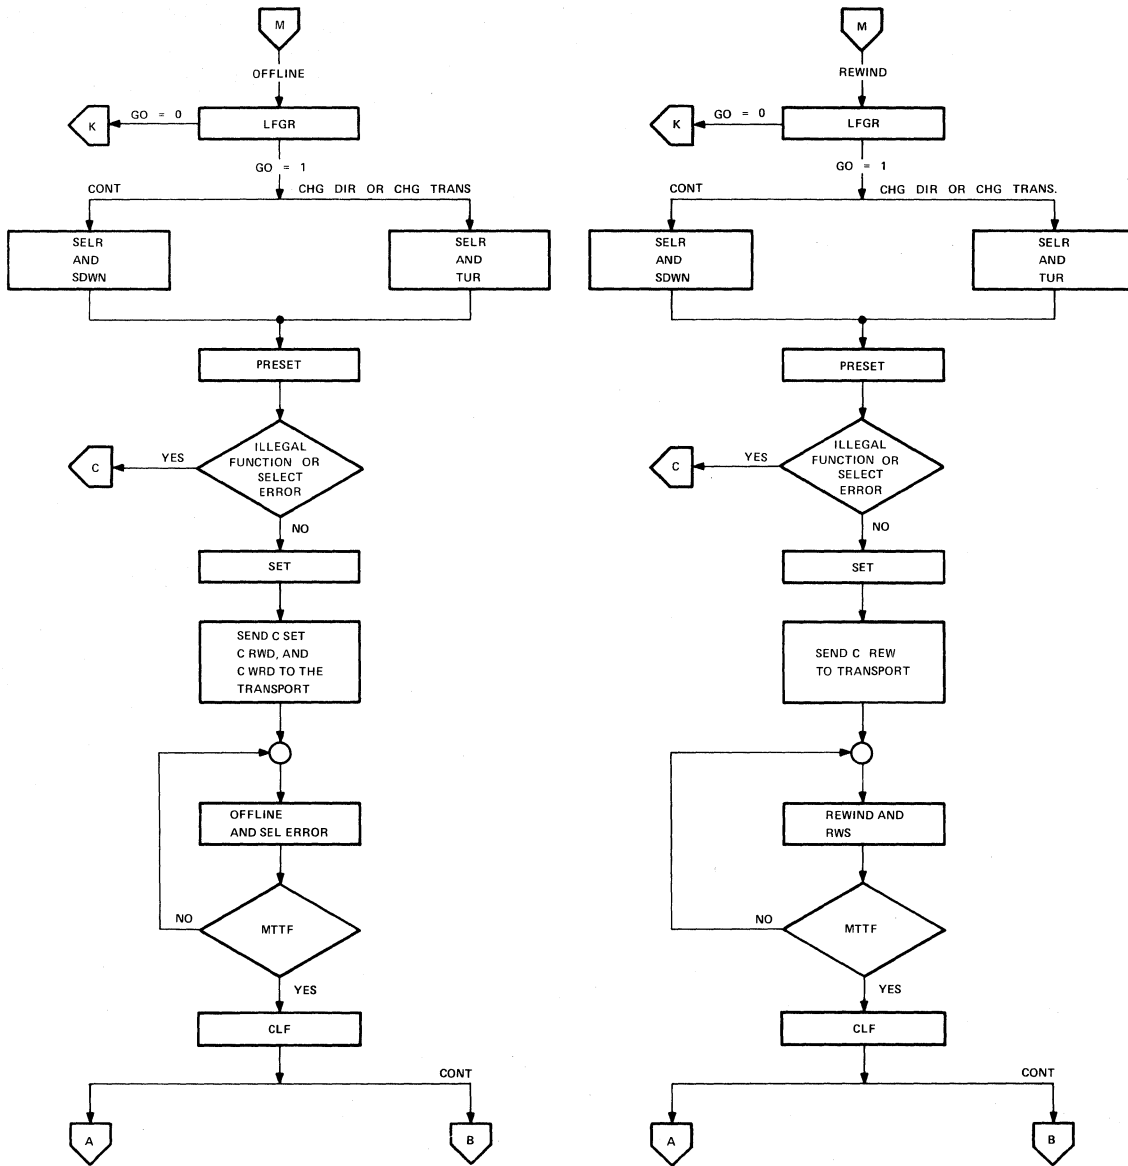 M
OFFLINE
GO = 0
K
LFGR
GO = 1
CONT
CHG DIR OR CHG TRANS
SELR
AND
SDWN
SELR
AND
TUR
PRESET
ILLEGAL
FUNCTION OR
SELECT
ERROR
YES
C
NO
SET
SEND C SET
C RWD, AND
C WRD TO THE
TRANSPORT
OFFLINE
AND SEL ERROR
NO
MTTF
YES
CLF
CONT
A
B
M
REWIND
GO = 0
K
LFGR
GO = 1
CONT
CHG DIR OR CHG TRANS.
SELR
AND
SDWN
SELR
AND
TUR
PRESET
ILLEGAL
FUNCTION OR
SELECT
ERROR
YES
C
NO
SET
SEND C REW
TO TRANSPORT
REWIND AND
RWS
NO
MTTF
YES
CLF
CONT
A
B